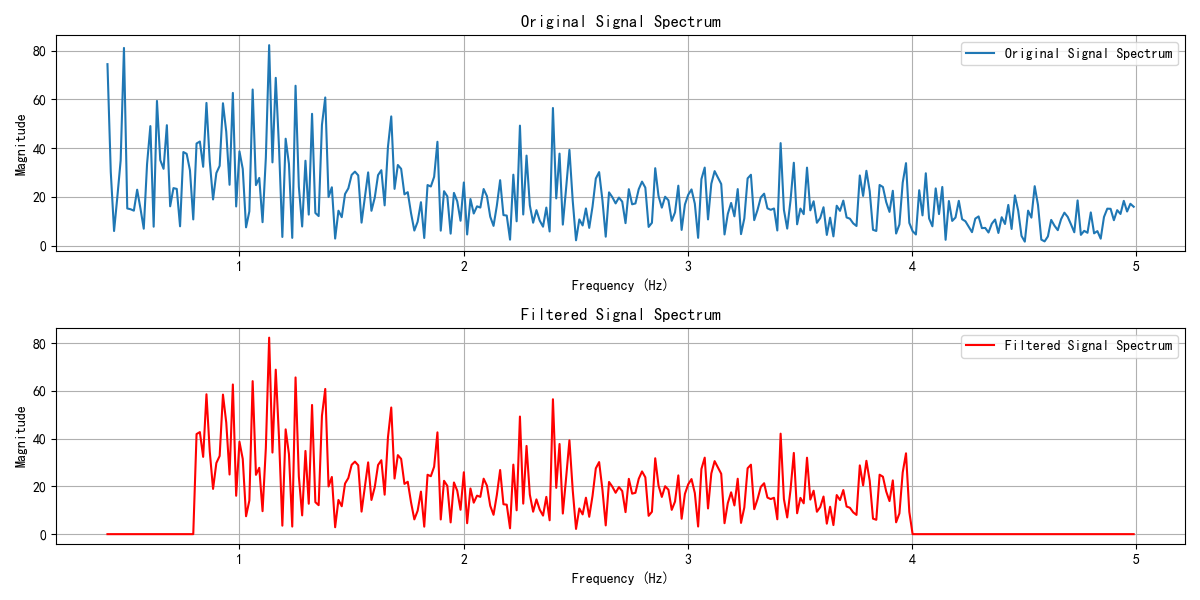 Original Signal Spectrum
Original Signal Spectrum
Magnitude
80
60
40
20
0
1
2
3
4
5
Frequency (Hz)
Filtered Signal Spectrum
Filtered Signal Spectrum
Magnitude
80
60
40
20
0
1
2
3
4
5
Frequency (Hz)